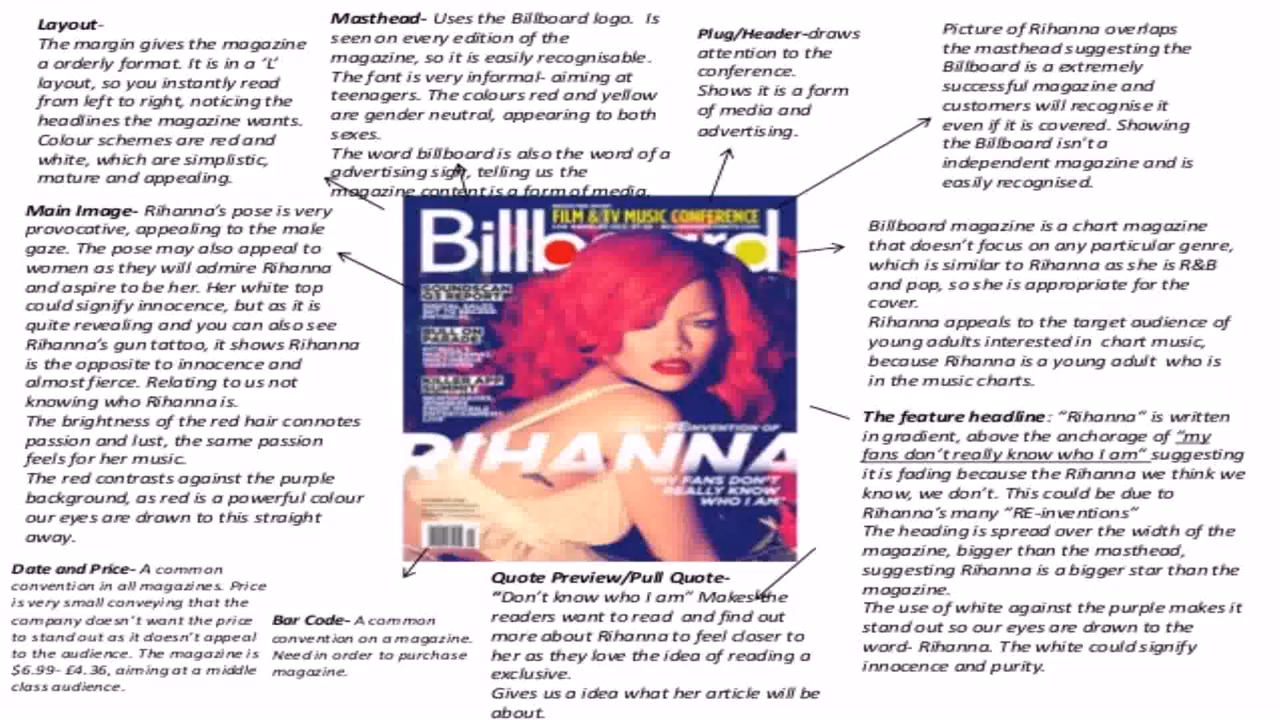 Layout-
The margin gives the magazine
a orderly format. It is in a ‘L’
layout, so you instantly read
from left to right, noticing the
headlines the magazine wants.
Colour schemes are red and
white, which are simplistic,
mature and appealing.
Masthead- Uses the Billboard logo. Is
seen on every edition of the
magazine, so it is easily recognisable.
The font is very informal- aiming at
teenagers. The colours red and yellow
are gender neutral, appearing to both
sexes.
The word billboard is also the word of a
advertising sign, telling us the
magazine content is a form of media.
Plug/Header-draws
attention to the
conference.
Shows it is a form
of media and
advertising.
Picture of Rihanna overlaps
the masthead suggesting the
Billboard is a extremely
successful magazine and
customers will recognise it
even if it is covered. Showing
the Billboard isn’t a
independent magazine and is
easily recognised.
Main Image- Rihanna’s pose is very
provocative, appealing to the male
gaze. The pose may also appeal to
women as they will admire Rihanna
and aspire to be her. Her white top
could signify innocence, but as it is
quite revealing and you can also see
Rihanna’s gun tattoo, it shows Rihanna
is the opposite to innocence and
almost fierce. Relating to us not
knowing who Rihanna is.
The brightness of the red hair connotes
passion and lust, the same passion
feels for her music.
The red contrasts against the purple
background, as red is a powerful colour
our eyes are drawn to this straight
away.
FILM & TV MUSIC CONFERENCE
Billboard
SOUNDSCAN
Q3 REPORT
BULL ON
PARADE
KILLER APP
SUMMIT
RE-INVENTION OF
RIHANNA
"MY FANS DON'T
REALLY KNOW
WHO I AM"
Billboard magazine is a chart magazine
that doesn’t focus on any particular genre,
which is similar to Rihanna as she is R&B
and pop, so she is appropriate for the
cover.
Rihanna appeals to the target audience of
young adults interested in chart music,
because Rihanna is a young adult who is
in the music charts.
The feature headline: “Rihanna” is written
in gradient, above the anchorage of “my
fans don’t really know who I am” suggesting
it is fading because the Rihanna we think we
know, we don’t. This could be due to
Rihanna’s many “RE-inventions”
The heading is spread over the width of the
magazine, bigger than the masthead,
suggesting Rihanna is a bigger star than the
magazine.
The use of white against the purple makes it
stand out so our eyes are drawn to the
word- Rihanna. The white could signify
innocence and purity.
Date and Price- A common
convention in all magazines. Price
is very small conveying that the
company doesn’t want the price
to stand out as it doesn’t appeal
to the audience. The magazine is
$6.99- £4.36, aiming at a middle
class audience.
Bar Code- A common
convention on a magazine.
Need in order to purchase
magazine.
Quote Preview/Pull Quote-
“Don’t know who I am” Makes the
readers want to read and find out
more about Rihanna to feel closer to
her as they love the idea of reading a
exclusive.
Gives us a idea what her article will be
about.